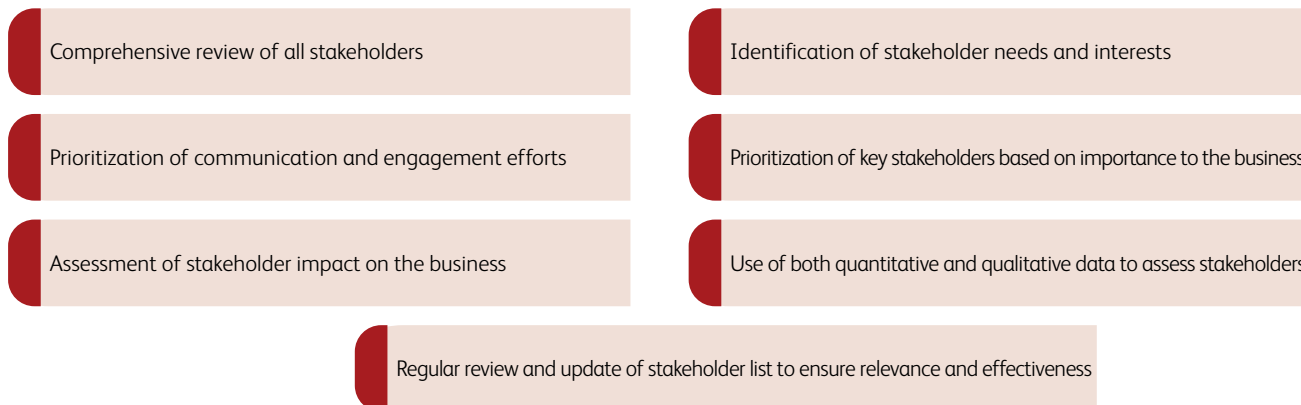 Comprehensive review of all stakeholders
Identification of stakeholder needs and interests
Prioritization of communication and engagement efforts
Prioritization of key stakeholders based on importance to the business
Assessment of stakeholder impact on the business
Use of both quantitative and qualitative data to assess stakeholders
Regular review and update of stakeholder list to ensure relevance and effectiveness